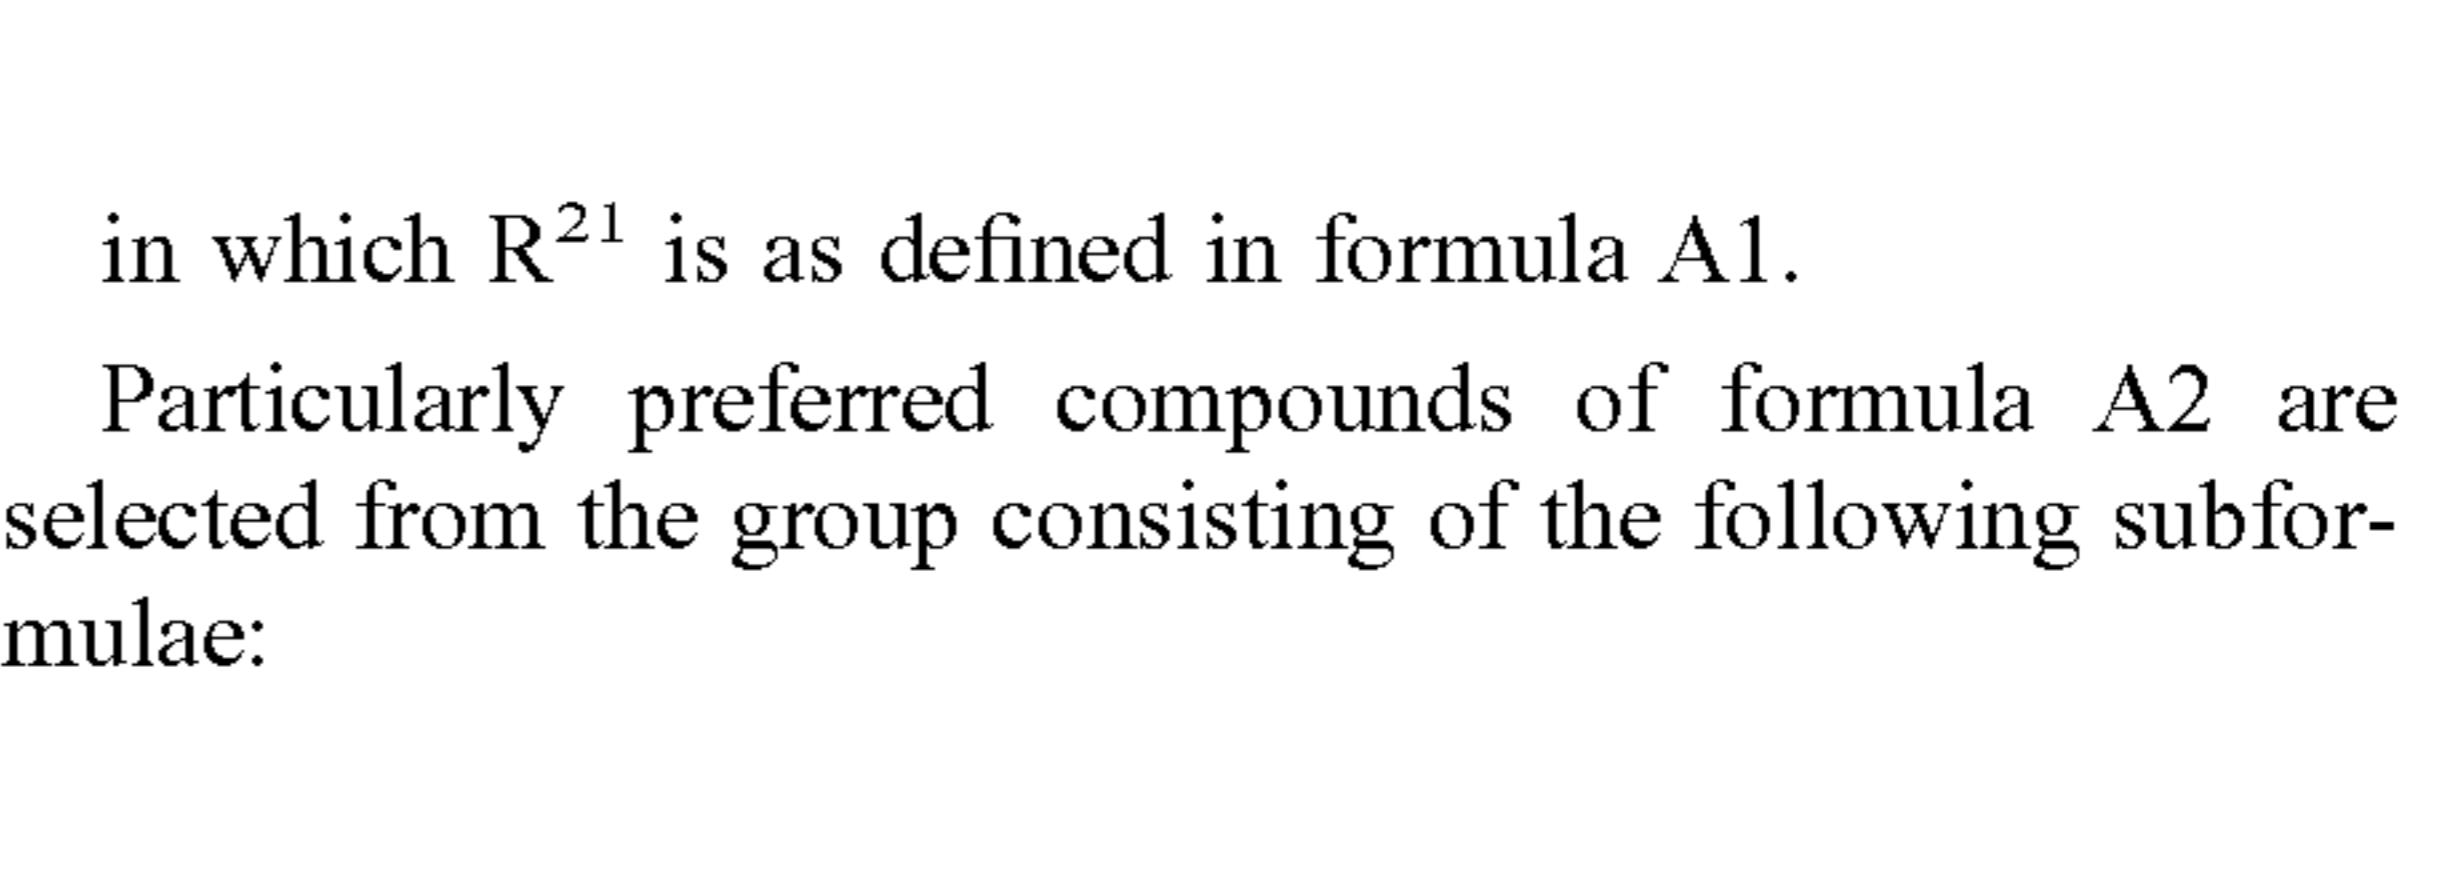 in which R²¹ is as defined in formula A1.
Particularly preferred compounds of formula A2 are
selected from the group consisting of the following subfor-
mulae: